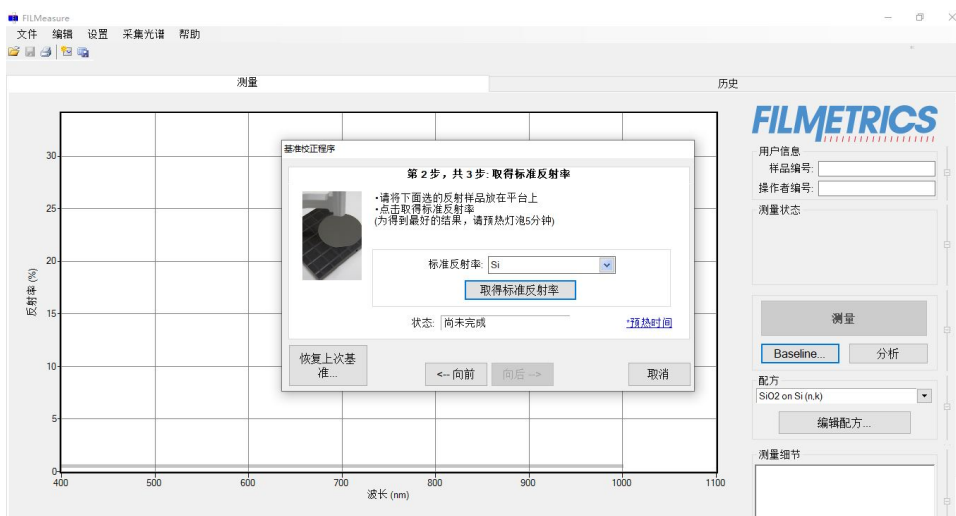 FILMeasure
文件 编辑 设置 采集光谱 帮助
测量
历史
FILMETRICS
用户信息
样品编号:
操作者编号:
测量状态
测量
Baseline...
分析
配方
SiO2 on Si (n,k)
编辑配方...
测量细节
基准校正程序
第 2 步，共 3 步: 取得标准反射率
•请将下面选的反射样品放在平台上
•点击取得标准反射率
(为得到最好的结果，请预热灯泡5分钟)
标准反射率: Si
取得标准反射率
状态: 尚未完成
*预热时间
恢复上次基准...
<-- 向前
向后 -->
取消
反射率 (%)
30
25
20
15
10
5
0
400 500 600 700 800 900 1000 1100
波长 (nm)